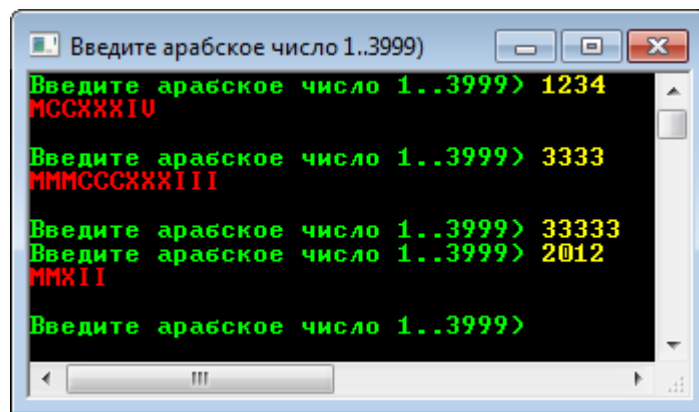 Введите арабское число 1..3999)
Введите арабское число 1..3999> 1234
MCCXXXIV
Введите арабское число 1..3999> 3333
MMMCCCXXXIII
Введите арабское число 1..3999> 33333
Введите арабское число 1..3999> 2012
MMXII
Введите арабское число 1..3999>